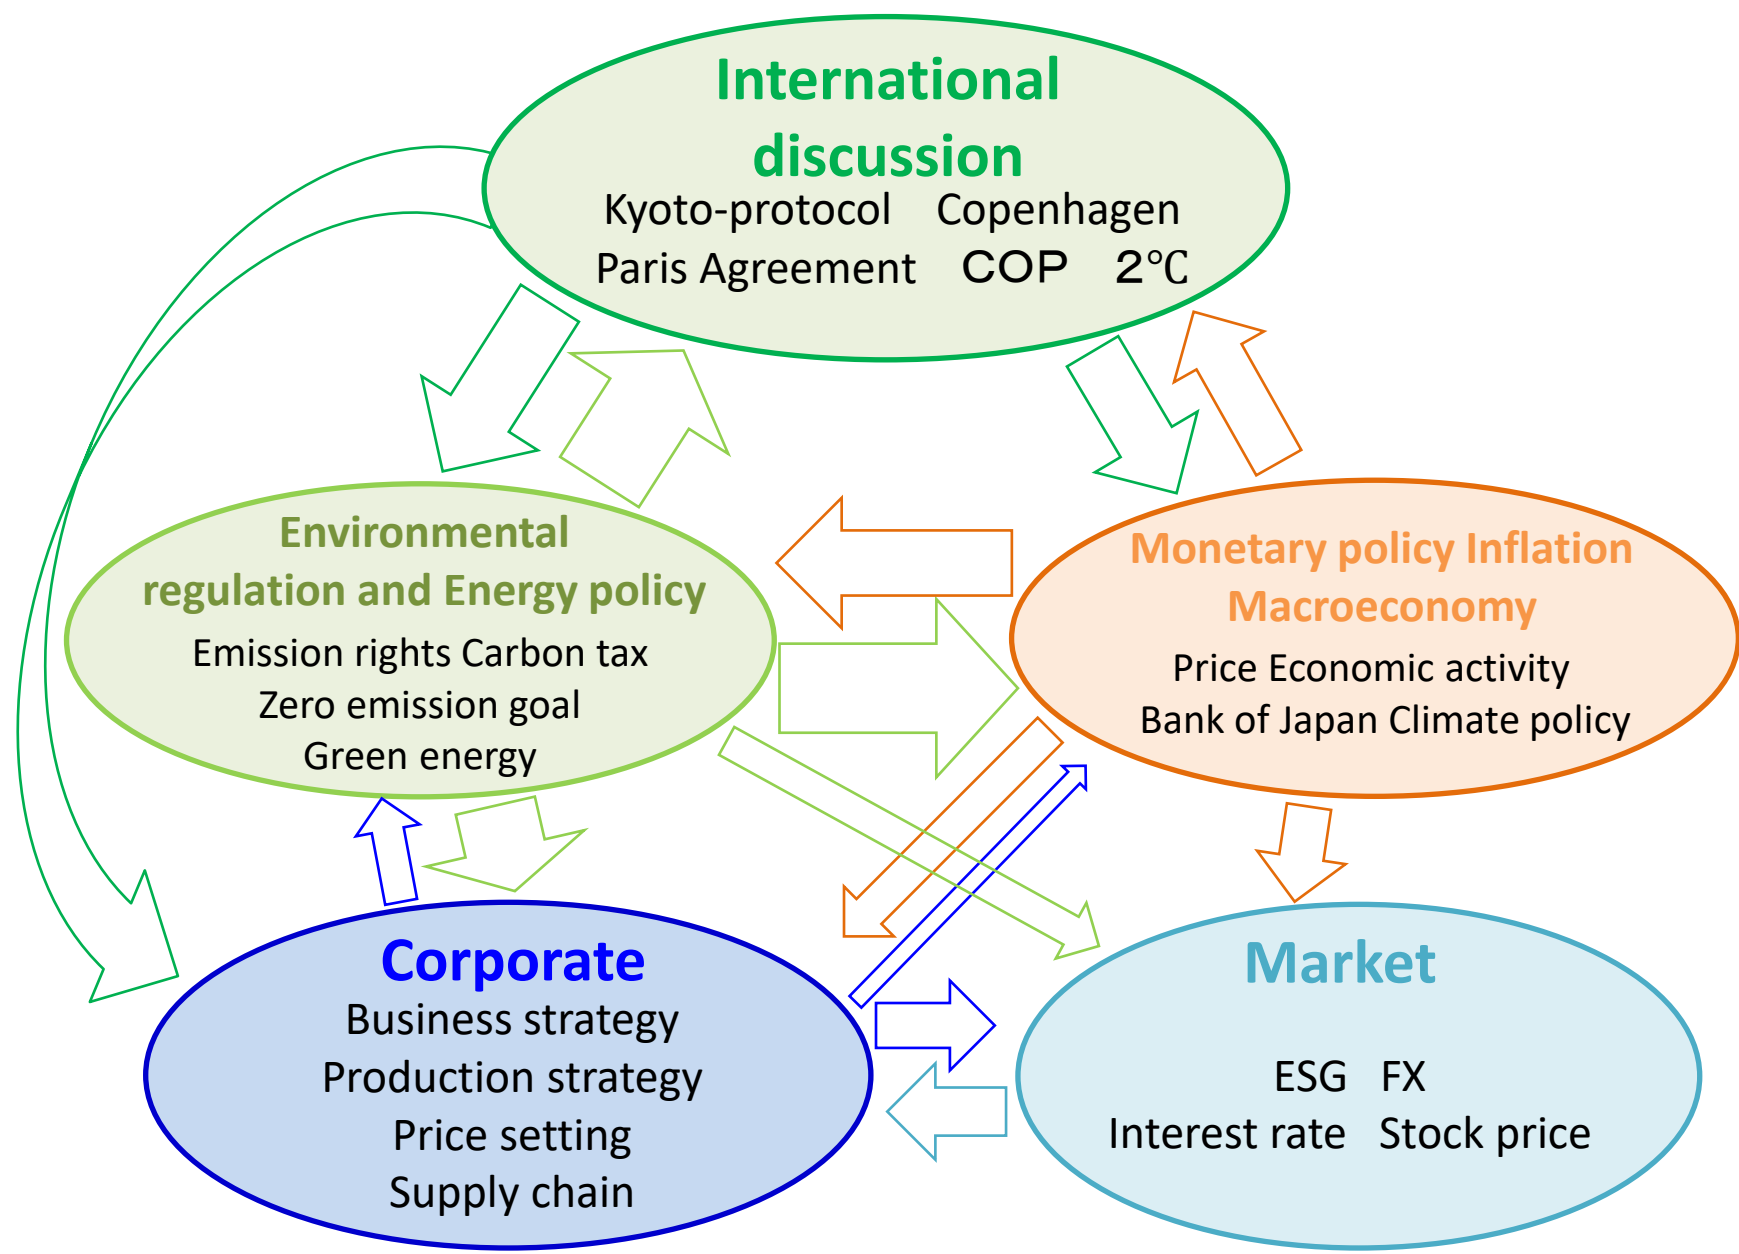 International
discussion
Kyoto-protocol Copenhagen
Paris Agreement COP 2℃
Environmental
regulation and Energy policy
Emission rights Carbon tax
Zero emission goal
Green energy
Monetary policy Inflation
Macroeconomy
Price Economic activity
Bank of Japan Climate policy
Corporate
Business strategy
Production strategy
Price setting
Supply chain
Market
ESG FX
Interest rate Stock price